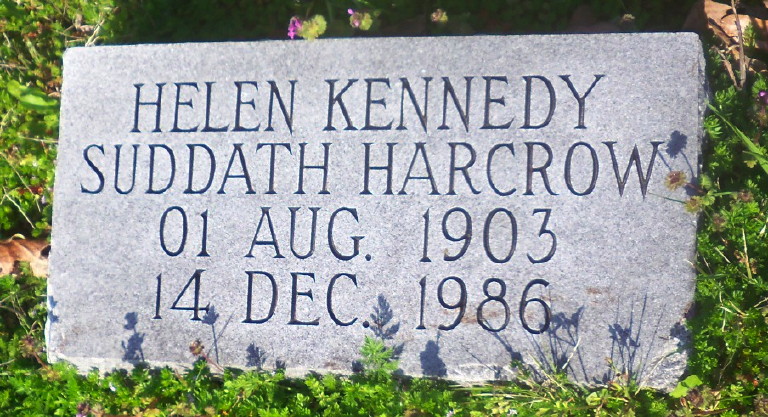 HELEN KENNEDY
SUDDATH HARCROW
01 AUG. 1903
14 DEC. 1986